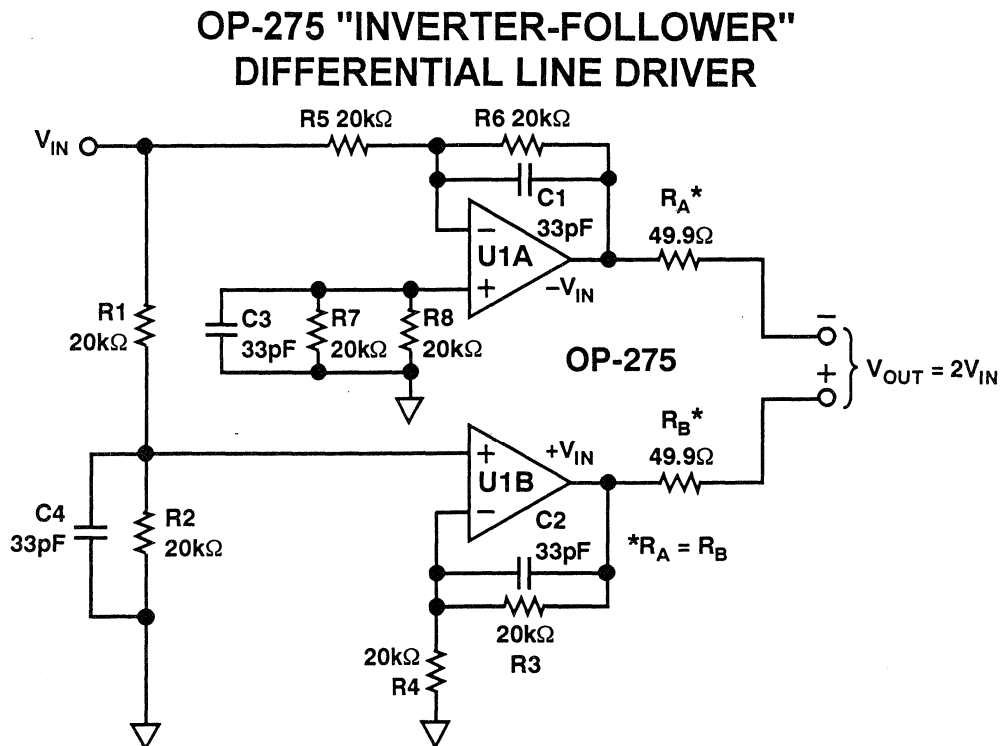 OP-275 "INVERTER-FOLLOWER"
DIFFERENTIAL LINE DRIVER
R5 20kΩ
R6 20kΩ
VIN
C1
33pF
RA*
49.9Ω
−
U1A
+
−VIN
R1
20kΩ
C3
33pF
R7
20kΩ
R8
20kΩ
OP-275
−
+
VOUT = 2VIN
RB*
49.9Ω
+
U1B
−
+VIN
C4
33pF
R2
20kΩ
C2
33pF
*RA = RB
20kΩ
R3
20kΩ
R4